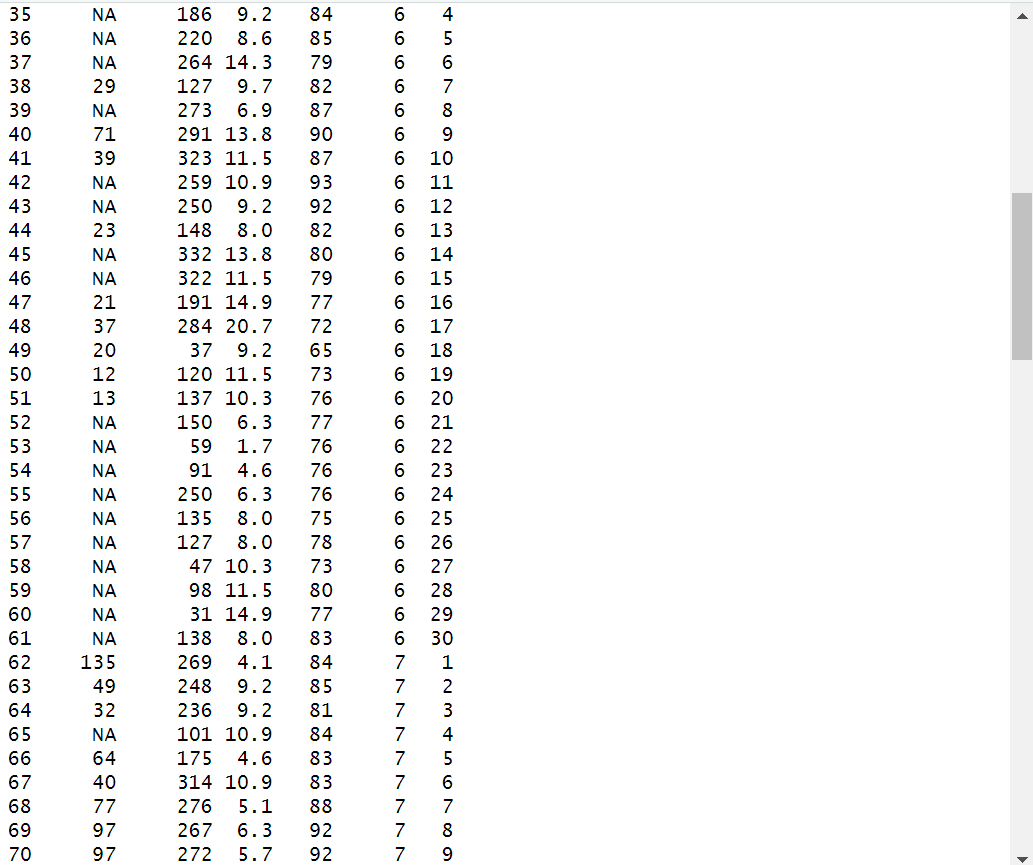 35 NA 186 9.2 84 6 4
36 NA 220 8.6 85 6 5
37 NA 264 14.3 79 6 6
38 29 127 9.7 82 6 7
39 NA 273 6.9 87 6 8
40 71 291 13.8 90 6 9
41 39 323 11.5 87 6 10
42 NA 259 10.9 93 6 11
43 NA 250 9.2 92 6 12
44 23 148 8.0 82 6 13
45 NA 332 13.8 80 6 14
46 NA 322 11.5 79 6 15
47 21 191 14.9 77 6 16
48 37 284 20.7 72 6 17
49 20 37 9.2 65 6 18
50 12 120 11.5 73 6 19
51 13 137 10.3 76 6 20
52 NA 150 6.3 77 6 21
53 NA 59 1.7 76 6 22
54 NA 91 4.6 76 6 23
55 NA 250 6.3 76 6 24
56 NA 135 8.0 75 6 25
57 NA 127 8.0 78 6 26
58 NA 47 10.3 73 6 27
59 NA 98 11.5 80 6 28
60 NA 31 14.9 77 6 29
61 NA 138 8.0 83 6 30
62 135 269 4.1 84 7 1
63 49 248 9.2 85 7 2
64 32 236 9.2 81 7 3
65 NA 101 10.9 84 7 4
66 64 175 4.6 83 7 5
67 40 314 10.9 83 7 6
68 77 276 5.1 88 7 7
69 97 267 6.3 92 7 8
70 97 272 5.7 92 7 9